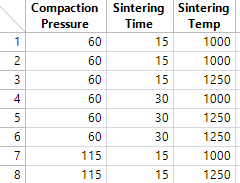 Compaction Sintering Sintering
Pressure Time Temp
1 60 15 1000
2 60 15 1000
3 60 15 1250
4 60 30 1000
5 60 30 1250
6 60 30 1250
7 115 15 1000
8 115 15 1250